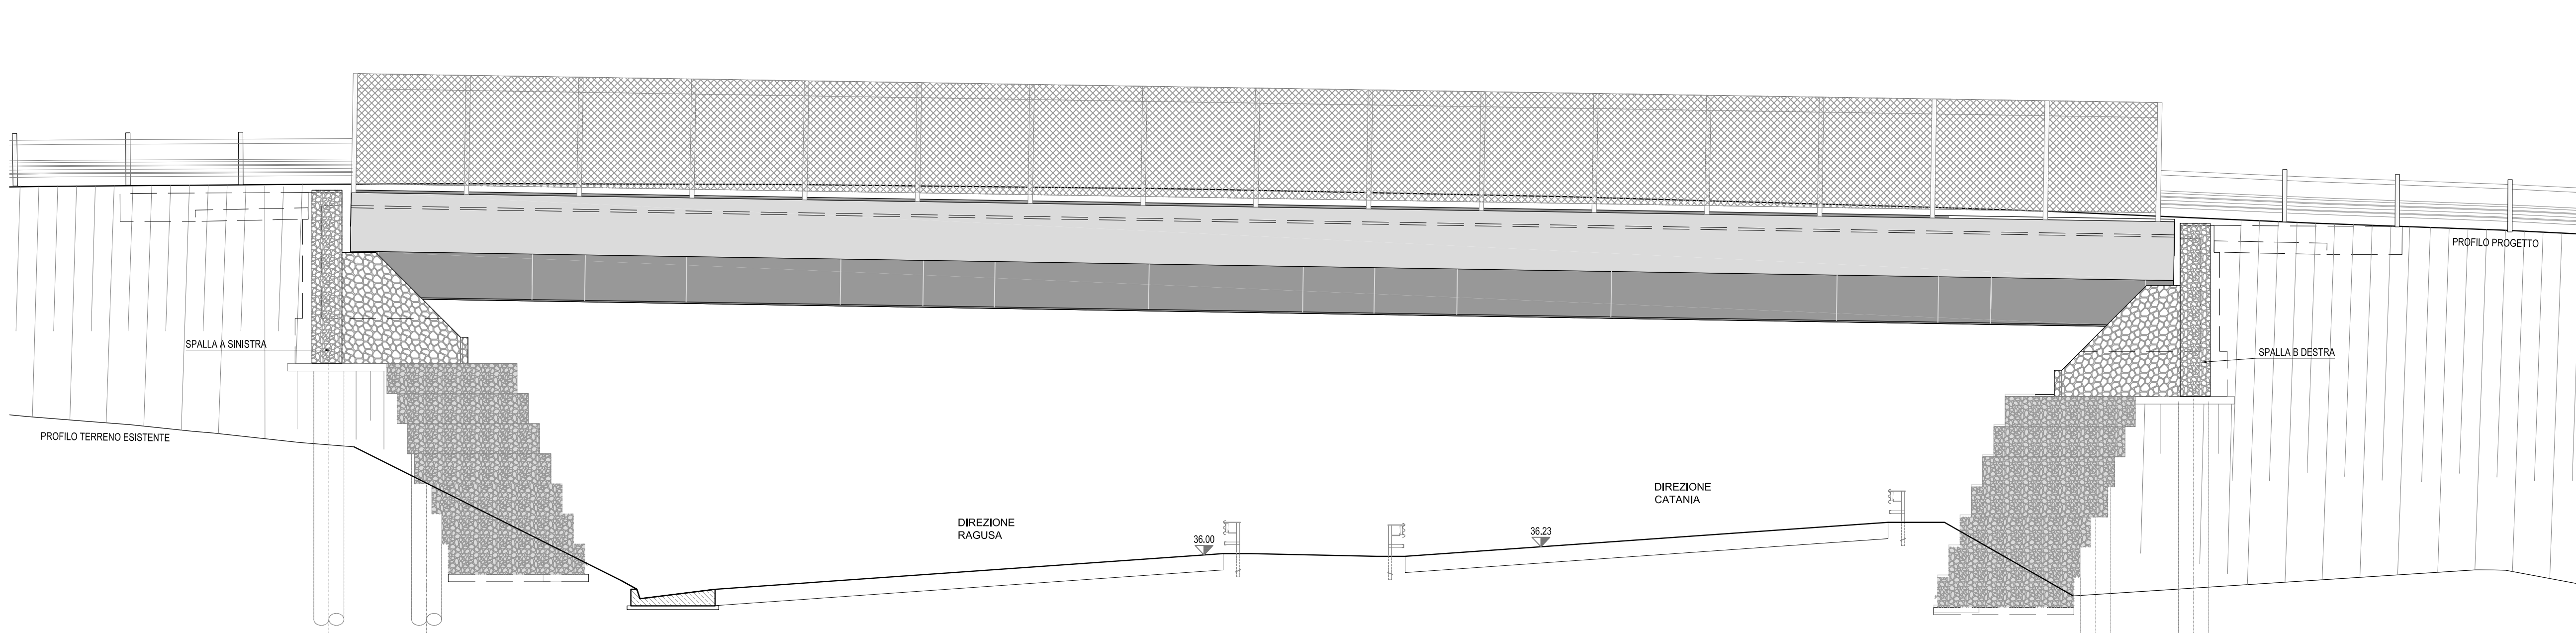 PROFILO PROGETTO
SPALLA A SINISTRA
SPALLA B DESTRA
PROFILO TERRENO ESISTENTE
DIREZIONE
CATANIA
DIREZIONE
RAGUSA
36.00
36.23